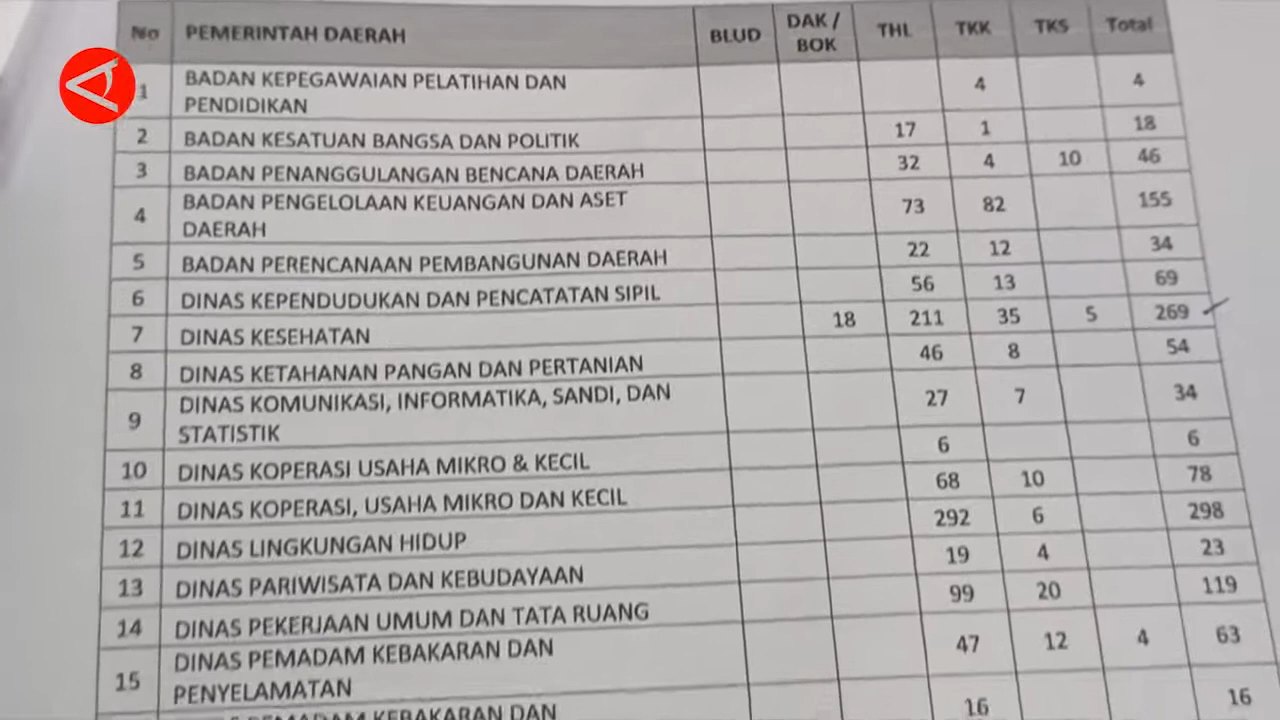 No PEMERINTAH DAERAH BLUD DAK / BOK THL TKK TKS Total
1 BADAN KEPEGAWAIAN PELATIHAN DAN 4 4
PENDIDIKAN
2 BADAN KESATUAN BANGSA DAN POLITIK 17 1 18
3 BADAN PENANGGULANGAN BENCANA DAERAH 32 4 10 46
4 BADAN PENGELOLAAN KEUANGAN DAN ASET 73 82 155
DAERAH
5 BADAN PERENCANAAN PEMBANGUNAN DAERAH 22 12 34
6 DINAS KEPENDUDUKAN DAN PENCATATAN SIPIL 56 13 69
7 DINAS KESEHATAN 18 211 35 5 269
8 DINAS KETAHANAN PANGAN DAN PERTANIAN 46 8 54
9 DINAS KOMUNIKASI, INFORMATIKA, SANDI, DAN 27 7 34
STATISTIK
10 DINAS KOPERASI USAHA MIKRO & KECIL 6 6
11 DINAS KOPERASI, USAHA MIKRO DAN KECIL 68 10 78
12 DINAS LINGKUNGAN HIDUP 292 6 298
13 DINAS PARIWISATA DAN KEBUDAYAAN 19 4 23
14 DINAS PEKERJAAN UMUM DAN TATA RUANG 99 20 119
15 DINAS PEMADAM KEBAKARAN DAN 47 12 4 63
PENYELAMATAN
PEMADAM KEBAKARAN DAN 16 16